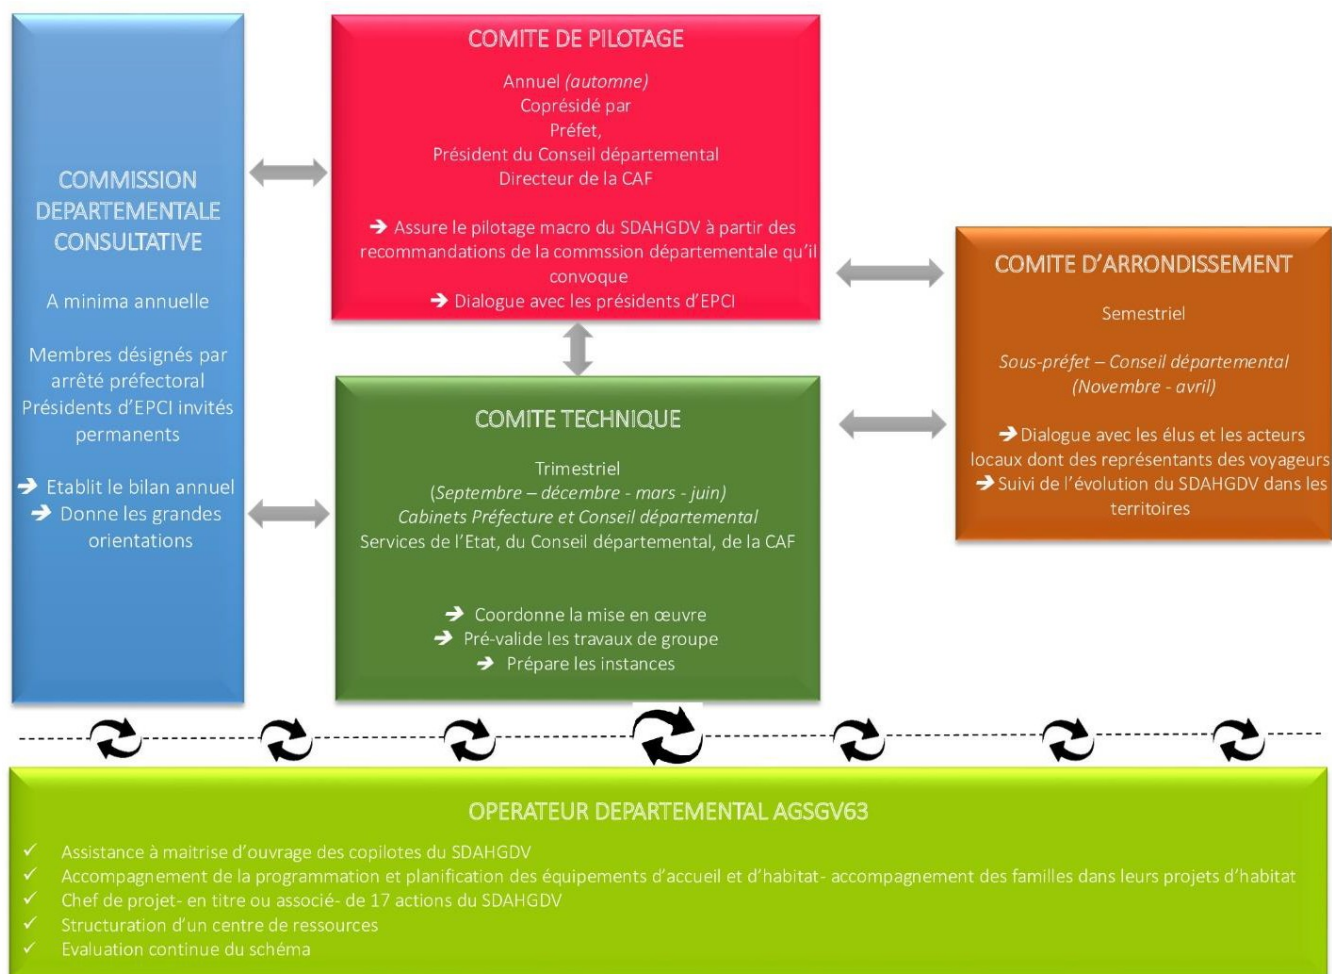 COMMISSION
DEPARTEMENTALE
CONSULTATIVE
A minima annuelle
Membres désignés par
arrêté préfectoral
Présidents d'EPCI invités
permanents
➔ Etablit le bilan annuel
➔ Donne les grandes
orientations
COMITE DE PILOTAGE
Annuel (automne)
Coprésidé par
Préfet,
Président du Conseil départemental
Directeur de la CAF
➔ Assure le pilotage macro du SDAHGDV à partir des
recommandations de la commssion départementale qu'il
convoque
➔ Dialogue avec les présidents d'EPCI
COMITE TECHNIQUE
Trimestriel
(Septembre – décembre - mars - juin)
Cabinets Préfecture et Conseil départemental
Services de l'Etat, du Conseil départemental, de la CAF
➔ Coordonne la mise en œuvre
➔ Pré-valide les travaux de groupe
➔ Prépare les instances
COMITE D'ARRONDISSEMENT
Semestriel
Sous-préfet – Conseil départemental
(Novembre - avril)
➔ Dialogue avec les élus et les acteurs
locaux dont des représentants des voyageurs
➔ Suivi de l'évolution du SDAHGDV dans les
territoires
OPERATEUR DEPARTEMENTAL AGSGV63
✓ Assistance à maitrise d'ouvrage des copilotes du SDAHGDV
✓ Accompagnement de la programmation et planification des équipements d'accueil et d'habitat- accompagnement des familles dans leurs projets d'habitat
✓ Chef de projet- en titre ou associé- de 17 actions du SDAHGDV
✓ Structuration d'un centre de ressources
✓ Evaluation continue du schéma